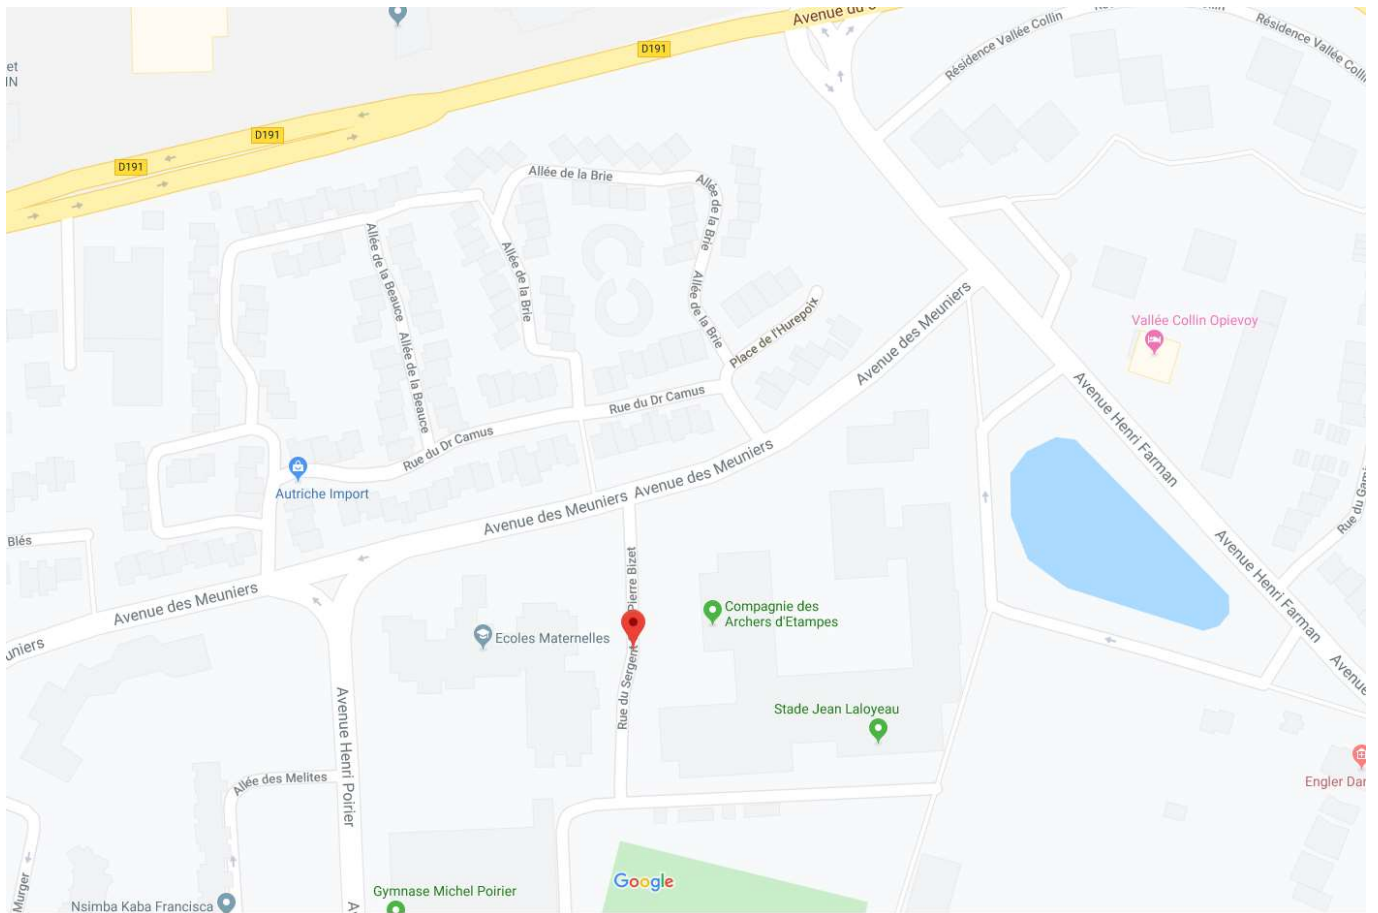 Avenue du
D191
Résidence Vallée Collin
Résidence Vallée Collin
et
IN
D191
D191
Allée de la Brie
Allée de la Brie
Allée de la Beauce
Allée de la Brie
Allée de la Brie
Place de l'Hurepoix
Avenue des Meuniers
Vallée Collin Opievoy
Allée de la Beauce
Rue du Dr Camus
Rue du Dr Camus
Avenue Henri Farman
Autriche Import
Avenue des Meuniers
Avenue des Meuniers
Blés
Rue du Gami
Avenue Henri Farman
Avenue des Meuniers
uniers
Pierre Bizet
Rue du Sergent
Compagnie des
Archers d'Etampes
Ecoles Maternelles
Avenue
Stade Jean Laloyeau
Avenue Henri Poirier
Allée des Melites
Engler Dar
Murger
Google
Gymnase Michel Poirier
Nsimba Kaba Francisca